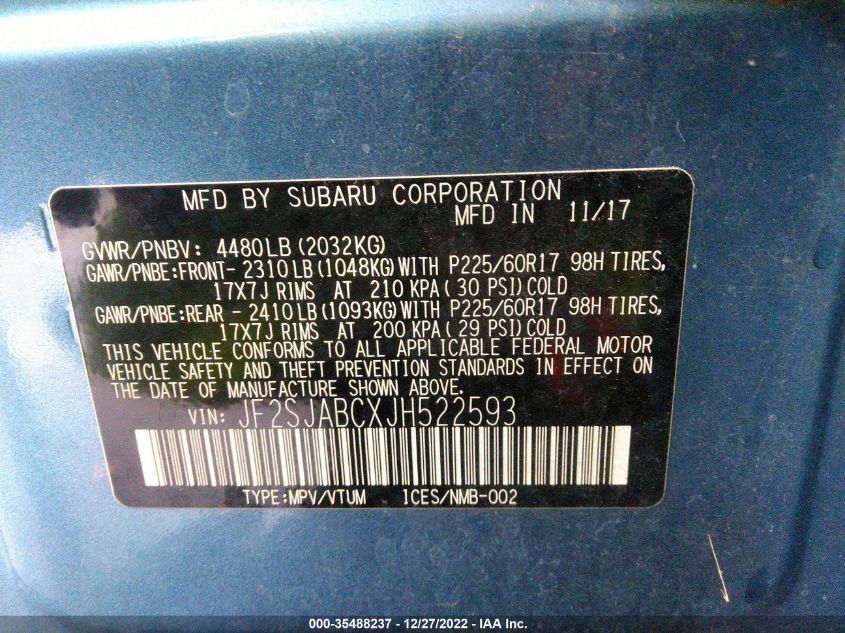 MFD BY SUBARU CORPORATION
MFD IN 11/17
GVWR/PNBV: 4480LB(2032KG)
GAWR/PNBE:FRONT- 2310LB(1048KG)WITH P225/60R17 98H TIRES,
17X7J RIMS AT 210 KPA(30 PSI)COLD
GAWR/PNBE:REAR - 2410LB(1093KG)WITH P225/60R17 98H TIRES,
17X7J RIMS AT 200 KPA(29 PSI)COLD
THIS VEHICLE CONFORMS TO ALL APPLICABLE FEDERAL MOTOR
VEHICLE SAFETY AND THEFT PREVENTION STANDARDS IN EFFECT ON
THE DATE OF MANUFACTURE SHOWN ABOVE.
VIN: JF2SJABCXJH522593
TYPE:MPV/VTUM ICES/NMB-002
000-35488237 - 12/27/2022 - IAA Inc.